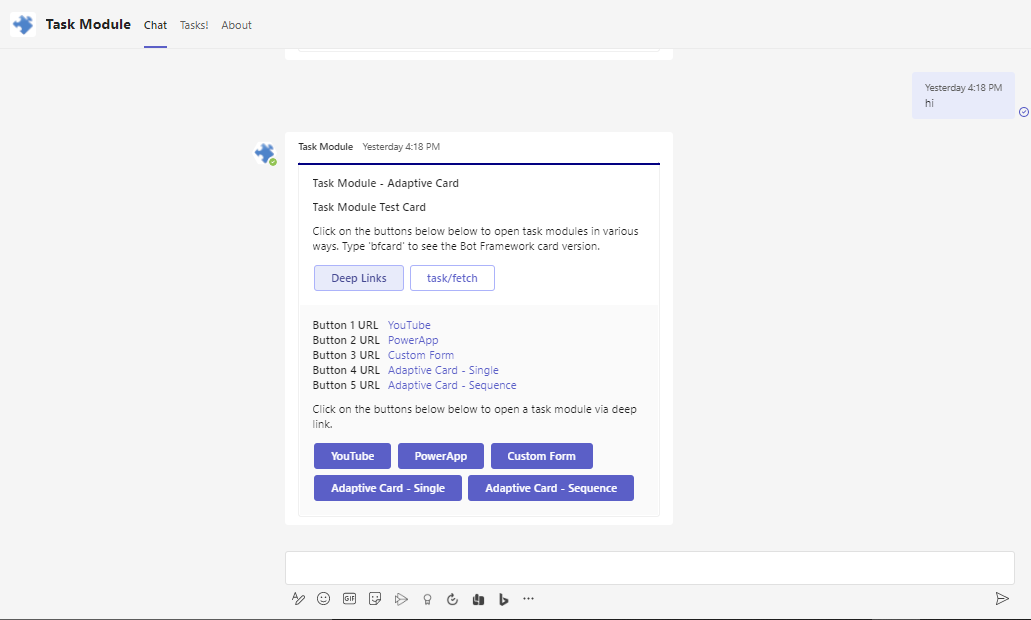 Task Module Chat Tasks! About
Yesterday 4:18 PM
hi
Task Module Yesterday 4:18 PM
Task Module - Adaptive Card
Task Module Test Card
Click on the buttons below below to open task modules in various
ways. Type 'bfcard' to see the Bot Framework card version.
Deep Links task/fetch
Button 1 URL YouTube
Button 2 URL PowerApp
Button 3 URL Custom Form
Button 4 URL Adaptive Card - Single
Button 5 URL Adaptive Card - Sequence
Click on the buttons below below to open a task module via deep
link.
YouTube PowerApp Custom Form
Adaptive Card - Single Adaptive Card - Sequence
GIF